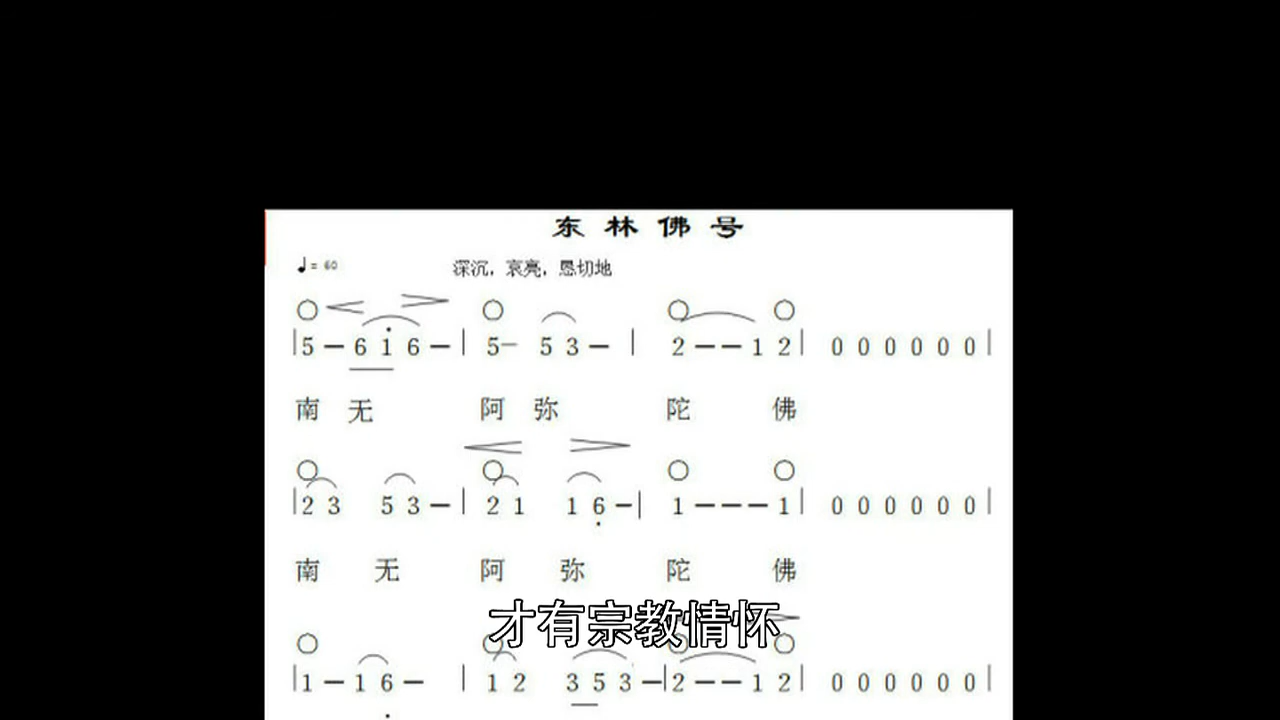 东林佛号
♩= 60
深沉，哀亮，恳切地
|5 — 6 1̇ 6 — | 5 — 5 3 — | 2 — — 1 2 | 0 0 0 0 0 0 |
南 无 阿 弥 陀 佛
|2 3 5 3 — | 2 1 1 6̣ — | 1 — — — 1 | 0 0 0 0 0 0 |
南 无 阿 弥 陀 佛
才有宗教情怀
|1 — 1 6̣ — | 1 2 3 5 3 — | 2 — — 1 2 | 0 0 0 0 0 0 |